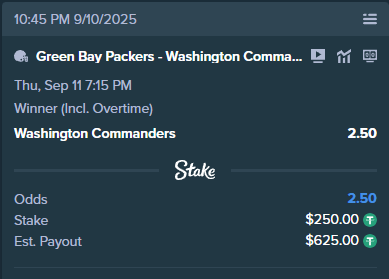 10:45 PM 9/10/2025
Green Bay Packers - Washington Comma...
Thu, Sep 11 7:15 PM
Winner (Incl. Overtime)
Washington Commanders 2.50
Stake
Odds 2.50
Stake $250.00
Est. Payout $625.00